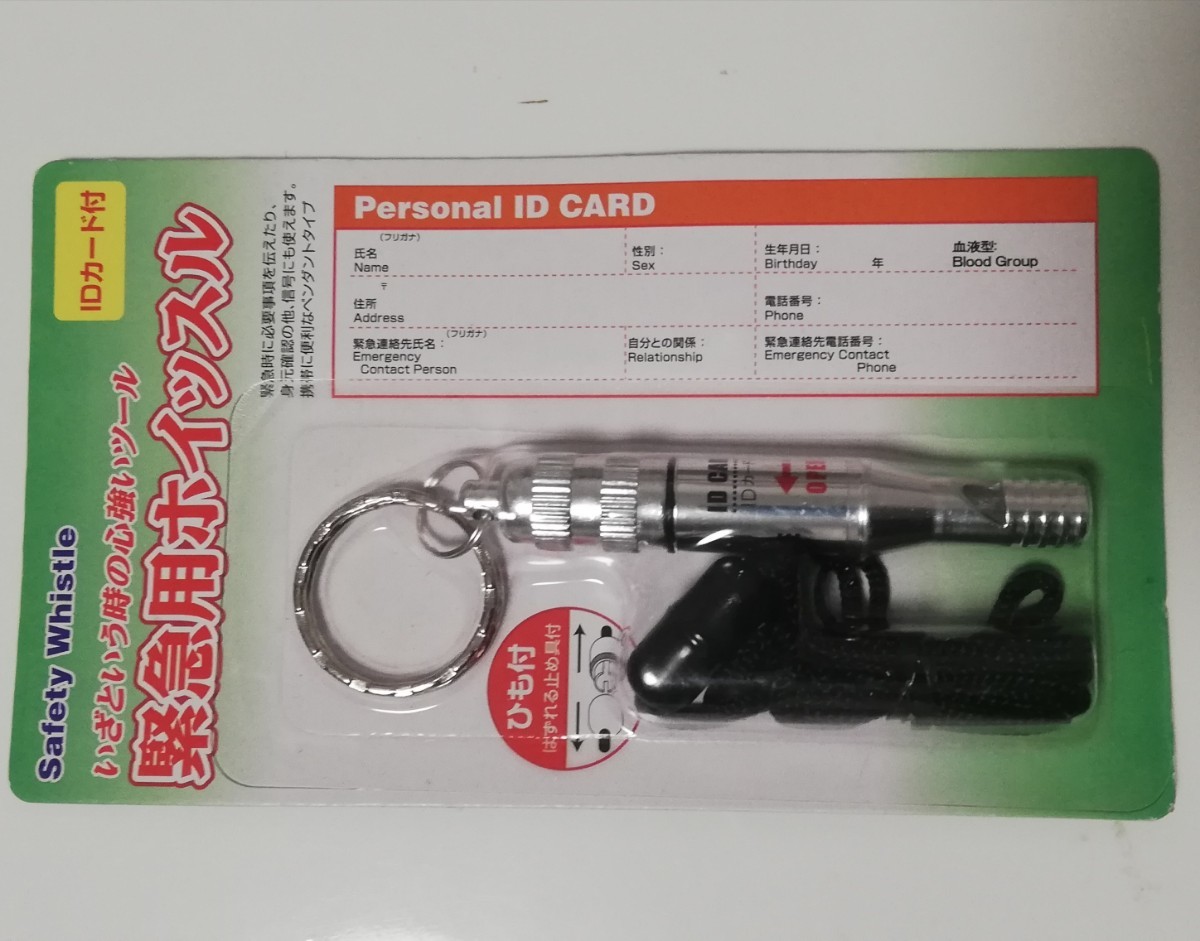 IDカード付
Safety Whistle
いざという時の心強いツール
緊急用ホイッスル
緊急時に必要事項を伝えたり、
身元確認の他、信号にも使えます。
携帯に便利なペンダントタイプ
Personal ID CARD
(フリガナ)
氏名
Name
性別：
Sex
生年月日：
Birthday 年
血液型:
Blood Group
〒
住所
Address
電話番号：
Phone
(フリガナ)
緊急連絡先氏名：
Emergency
Contact Person
自分との関係：
Relationship
緊急連絡先電話番号：
Emergency Contact
Phone
ID
IDカード
OPEN
ひも付
はずれる止め具付